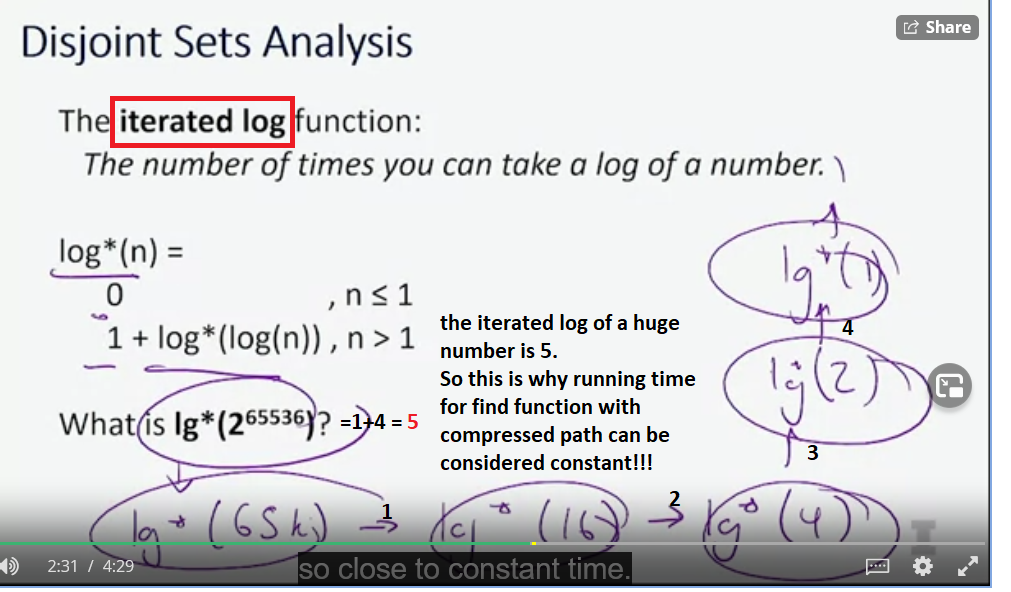 Disjoint Sets Analysis
Share
The iterated log function:
The number of times you can take a log of a number.
log*(n) =
0 , n ≤ 1
1 + log*(log(n)) , n > 1
lg*(1)
4
the iterated log of a huge
number is 5.
So this is why running time
for find function with
compressed path can be
considered constant!!!
lg*(2)
3
What is lg*(2^65536)? =1+4 = 5
lg*(65k) 1 → lg*(16) 2 → lg*(4)
2:31 / 4:29
so close to constant time.